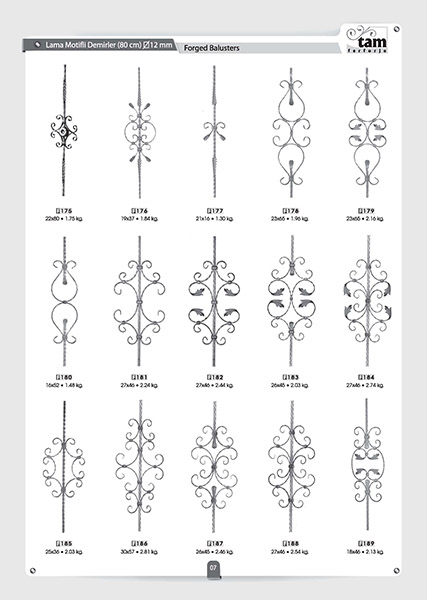 Lama Motifli Demirler (80 cm) ⌀12 mm
Forged Balusters
tam
ferforje
175
176
177
178
179
22x80 • 1.75 kg.
19x37 • 1.84 kg.
21x16 • 1.30 kg.
23x65 • 1.96 kg.
23x65 • 2.16 kg.
180
181
182
183
184
16x52 • 1.48 kg.
27x46 • 2.24 kg.
27x46 • 2.64 kg.
26x45 • 2.03 kg.
27x46 • 2.74 kg.
185
186
187
188
189
25x36 • 2.03 kg.
30x57 • 2.81 kg.
26x45 • 2.46 kg.
27x46 • 2.54 kg.
18x46 • 2.13 kg.
07